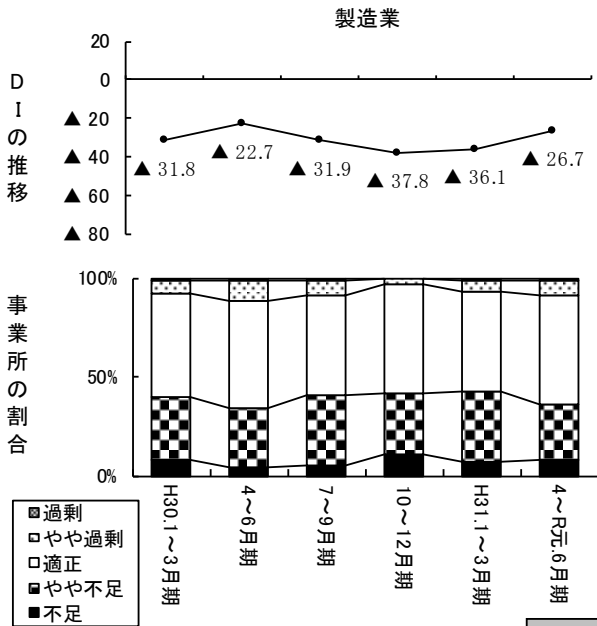 製造業
DIの推移
20
0
▲ 20
▲ 40
▲ 60
▲ 80
▲ 31.8
▲ 22.7
▲ 31.9
▲ 37.8
▲ 36.1
▲ 26.7
事業所の割合
100%
50%
0%
H30.1～3月期
4～6月期
7～9月期
10～12月期
H31.1～3月期
4～R元.6月期
過剰
やや過剰
適正
やや不足
不足